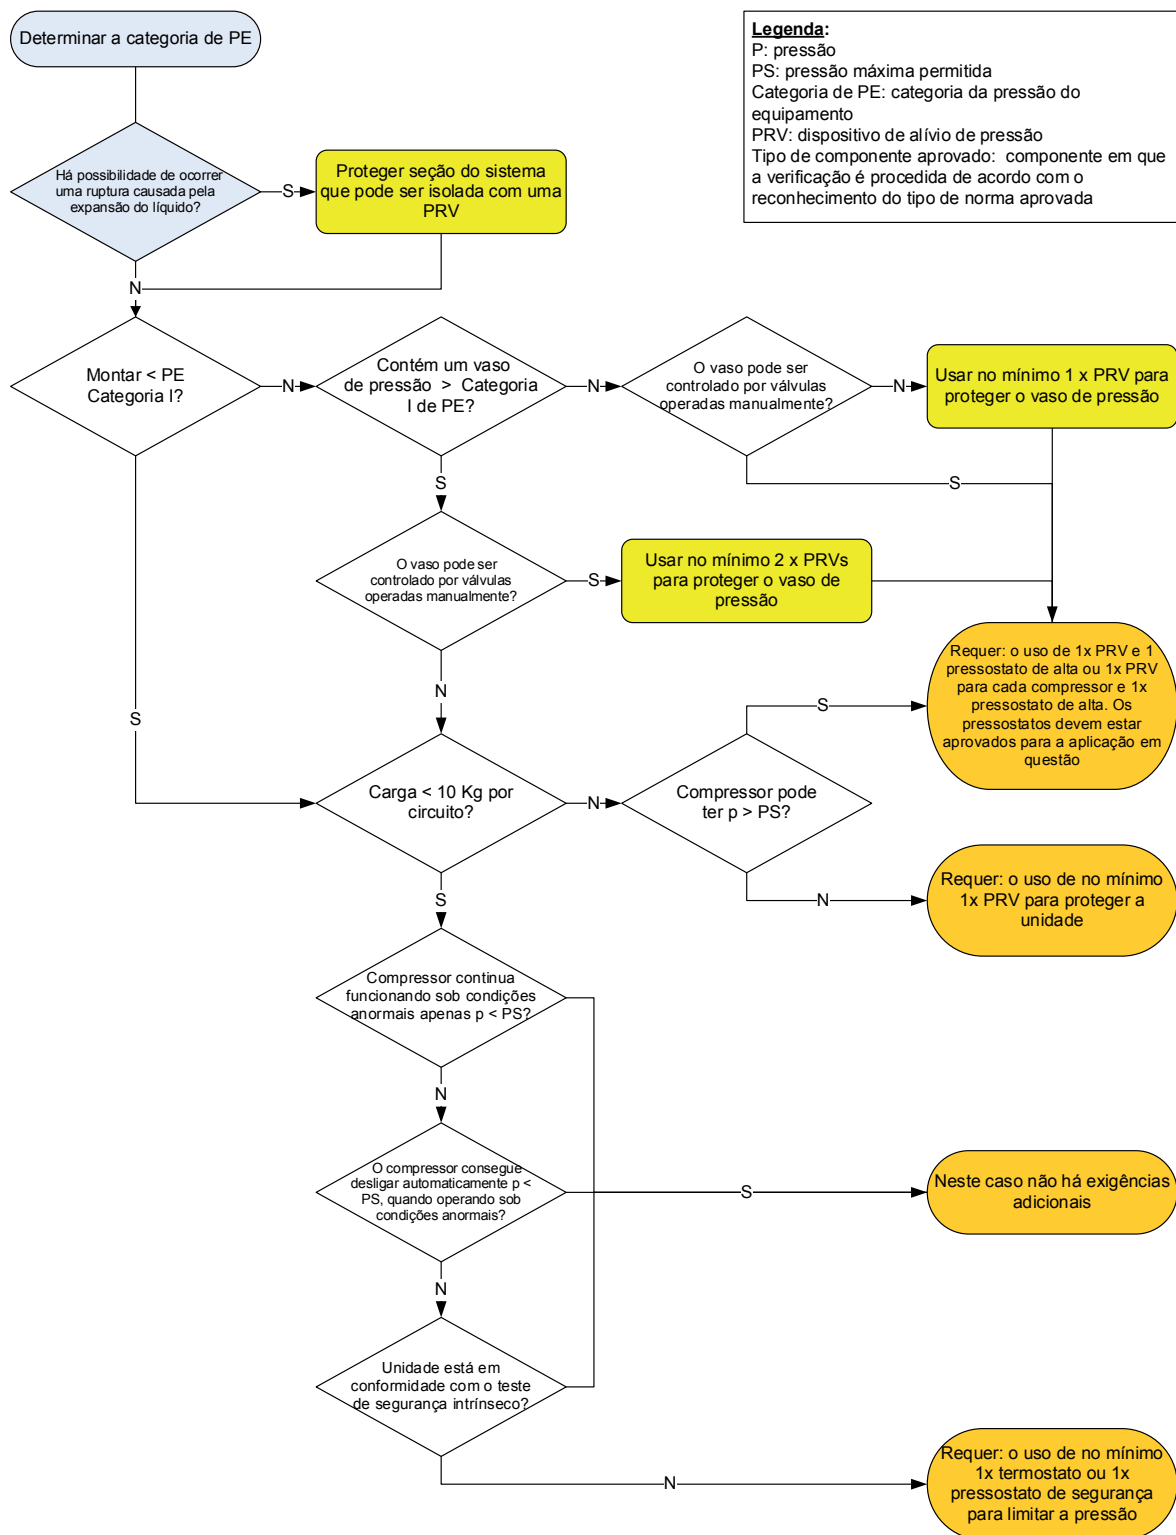 Determinar a categoria de PE
Legenda:
P: pressão
PS: pressão máxima permitida
Categoria de PE: categoria da pressão do
equipamento
PRV: dispositivo de alívio de pressão
Tipo de componente aprovado:  componente em que
a verificação é procedida de acordo com o
reconhecimento do tipo de norma aprovada
Há possibilidade de ocorrer
uma ruptura causada pela
expansão do líquido?
S
Proteger seção do sistema
que pode ser isolada com uma
PRV
N
Montar < PE
Categoria I?
N
Contém um vaso
de pressão  >  Categoria
I de PE?
N
O vaso pode ser
controlado por válvulas
operadas manualmente?
N
Usar no mínimo 1 x PRV para
proteger o vaso de pressão
S
S
O vaso pode ser
controlado por válvulas
operadas manualmente?
S
Usar no mínimo 2 x PRVs
para proteger o vaso de
pressão
Requer: o uso de 1x PRV e 1
pressostato de alta ou 1x PRV
para cada compressor e 1x
pressostato de alta. Os
pressostatos devem estar
aprovados para a aplicação em
questão
N
S
S
Carga < 10 Kg por
circuito?
N
Compressor pode
ter p > PS?
N
Requer: o uso de no mínimo
1x PRV para proteger a
unidade
S
Compressor continua
funcionando sob condições
anormais apenas p < PS?
N
O compressor consegue
desligar automaticamente p <
PS, quando operando sob
condições anormais?
S
Neste caso não há exigências
adicionais
N
Unidade está em
conformidade com o teste
de segurança intrínseco?
N
Requer: o uso de no mínimo
1x termostato ou 1x
pressostato de segurança
para limitar a pressão